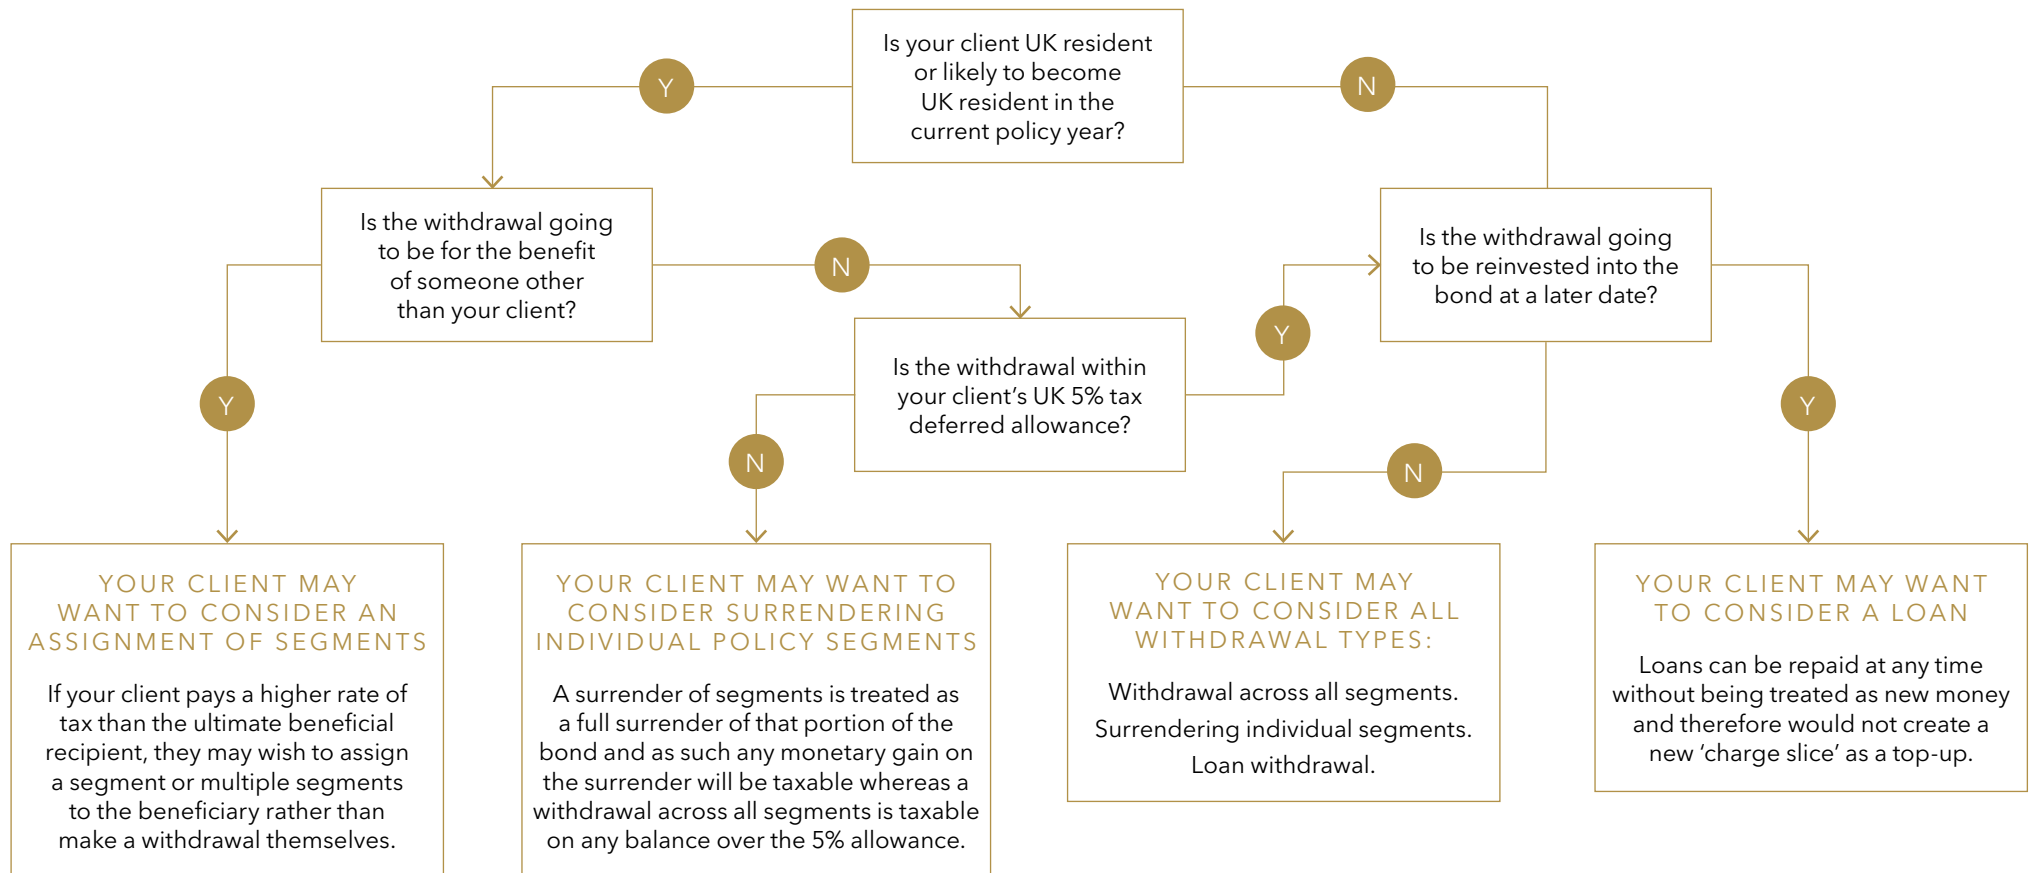 Is your client UK resident
or likely to become
UK resident in the
current policy year?
Y
N
Is the withdrawal going
to be for the benefit
of someone other
than your client?
N
Is the withdrawal going
to be reinvested into the
bond at a later date?
Is the withdrawal within
your client’s UK 5% tax
deferred allowance?
Y
Y
N
N
Y
YOUR CLIENT MAY
WANT TO CONSIDER AN
ASSIGNMENT OF SEGMENTS
If your client pays a higher rate of
tax than the ultimate beneficial
recipient, they may wish to assign
a segment or multiple segments
to the beneficiary rather than
make a withdrawal themselves.
YOUR CLIENT MAY WANT TO
CONSIDER SURRENDERING
INDIVIDUAL POLICY SEGMENTS
A surrender of segments is treated as
a full surrender of that portion of the
bond and as such any monetary gain on
the surrender will be taxable whereas a
withdrawal across all segments is taxable
on any balance over the 5% allowance.
YOUR CLIENT MAY
WANT TO CONSIDER ALL
WITHDRAWAL TYPES:
Withdrawal across all segments.
Surrendering individual segments.
Loan withdrawal.
YOUR CLIENT MAY WANT
TO CONSIDER A LOAN
Loans can be repaid at any time
without being treated as new money
and therefore would not create a
new ‘charge slice’ as a top-up.